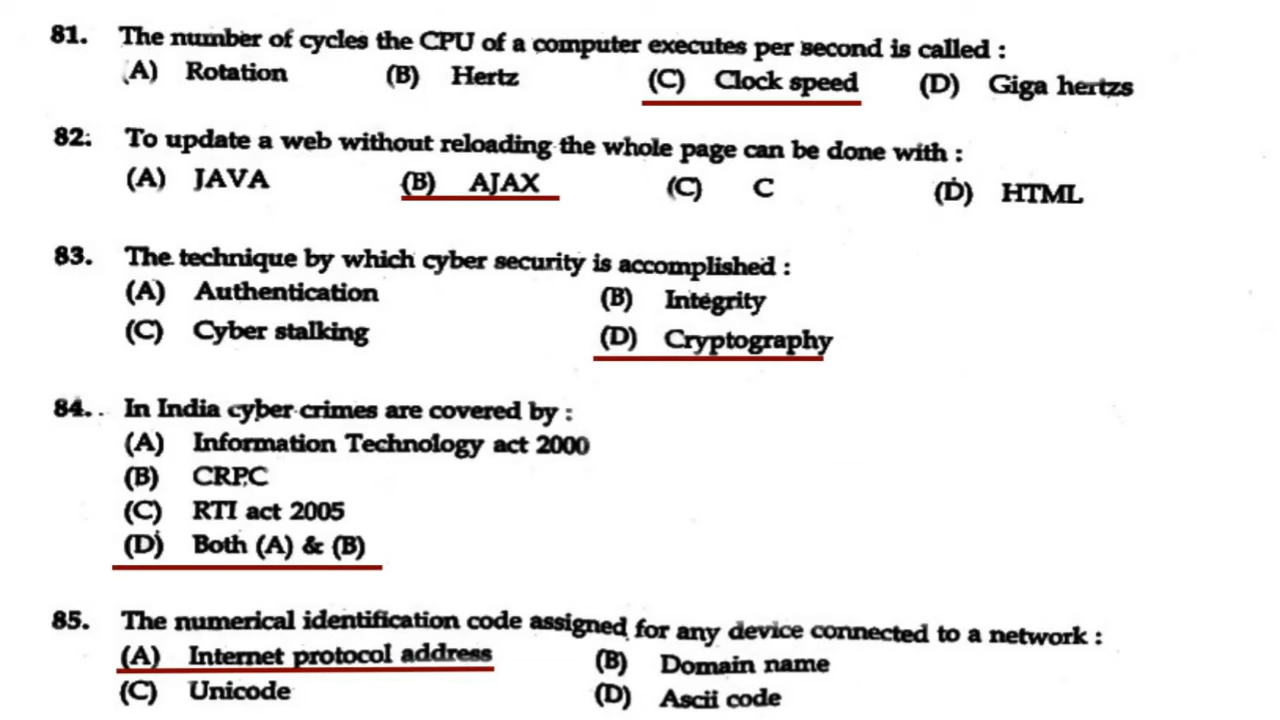 81. The number of cycles the CPU of a computer executes per second is called :
(A) Rotation (B) Hertz (C) Clock speed (D) Giga hertzs
82. To update a web without reloading the whole page can be done with :
(A) JAVA (B) AJAX (C) C (D) HTML
83. The technique by which cyber security is accomplished :
(A) Authentication (B) Integrity
(C) Cyber stalking (D) Cryptography
84. In India cyber crimes are covered by :
(A) Information Technology act 2000
(B) CRPC
(C) RTI act 2005
(D) Both (A) & (B)
85. The numerical identification code assigned for any device connected to a network :
(A) Internet protocol address (B) Domain name
(C) Unicode (D) Ascii code